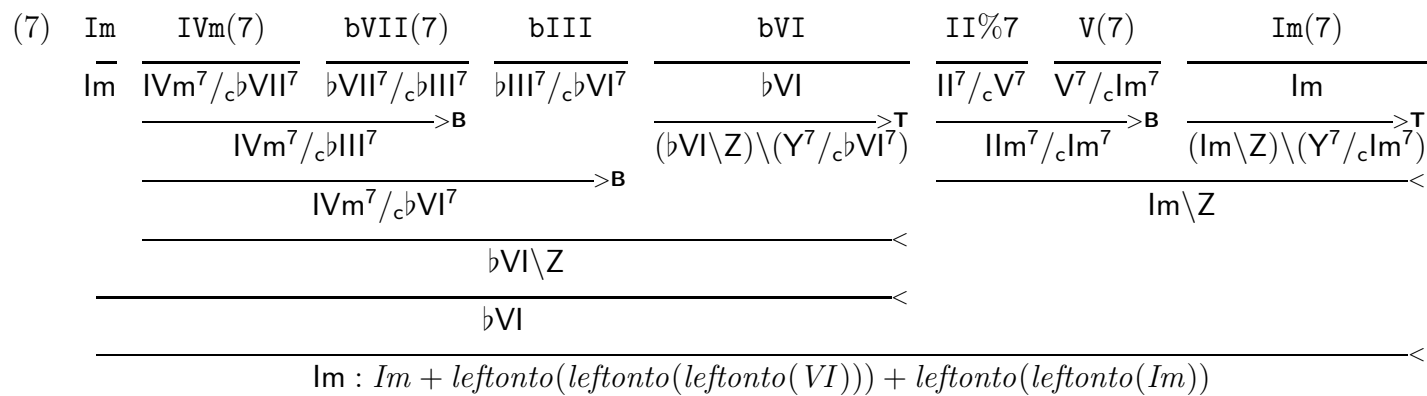 (7) Im IVm(7) bVII(7) bIII bVI II%7 V(7) Im(7)
Im IVm⁷/c♭VII⁷ ♭VII⁷/c♭III⁷ ♭III⁷/c♭VI⁷ ♭VI II⁷/cV⁷ V⁷/cIm⁷ Im
>B >T >B >T
IVm⁷/c♭III⁷ (♭VI\Z)\(Y⁷/c♭VI⁷) IIm⁷/cIm⁷ (Im\Z)\(Y⁷/cIm⁷)
>B <
IVm⁷/c♭VI⁷ Im\Z
<
♭VI\Z
<
♭VI
<
Im : Im + leftonto(leftonto(leftonto(VI))) + leftonto(leftonto(Im))